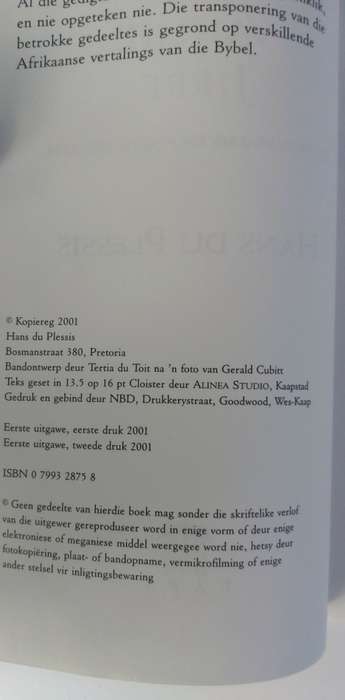 Al die
en nie opgeteken nie. Die transponering van die
betrokke gedeeltes is gegrond op verskillende
Afrikaanse vertalings van die Bybel.
© Kopiereg 2001
Hans du Plessis
Bosmanstraat 380, Pretoria
Bandontwerp deur Tertia du Toit na 'n foto van Gerald Cubitt
Teks geset in 13.5 op 16 pt Cloister deur ALINEA STUDIO, Kaapstad
Gedruk en gebind deur NBD, Drukkerystraat, Goodwood, Wes-Kaap
Eerste uitgawe, eerste druk 2001
Eerste uitgawe, tweede druk 2001
ISBN 0 7993 2875 8
© Geen gedeelte van hierdie boek mag sonder die skriftelike verlof
van die uitgewer gereproduseer word in enige vorm of deur enige
elektroniese of meganiese middel weergegee word nie, hetsy deur
fotokopiëring, plaat- of bandopname, vermikrofilming of enige
ander stelsel vir inligtingsbewaring